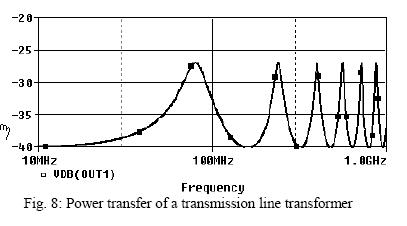 -20
-25
-30
-35
-40
10MHz 100MHz 1.0GHz
▫ VDB(OUT1)
Frequency
Fig. 8: Power transfer of a transmission line transformer